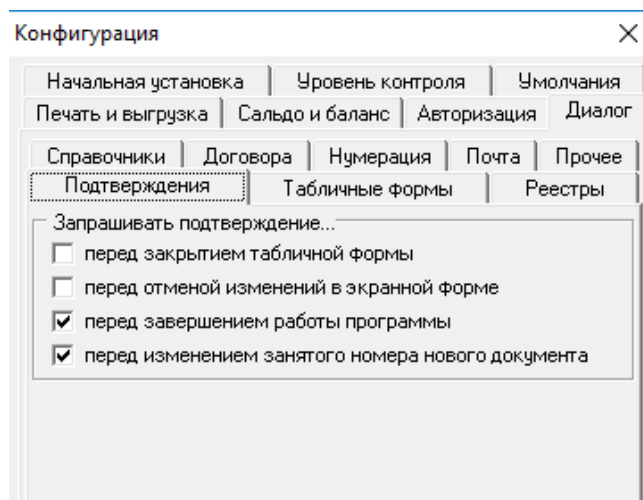 Конфигурация
Начальная установка Уровень контроля Умолчания
Печать и выгрузка Сальдо и баланс Авторизация Диалог
Справочники Договора Нумерация Почта Прочее
Подтверждения Табличные формы Реестры
Запрашивать подтверждение...
перед закрытием табличной формы
перед отменой изменений в экранной форме
перед завершением работы программы
перед изменением занятого номера нового документа